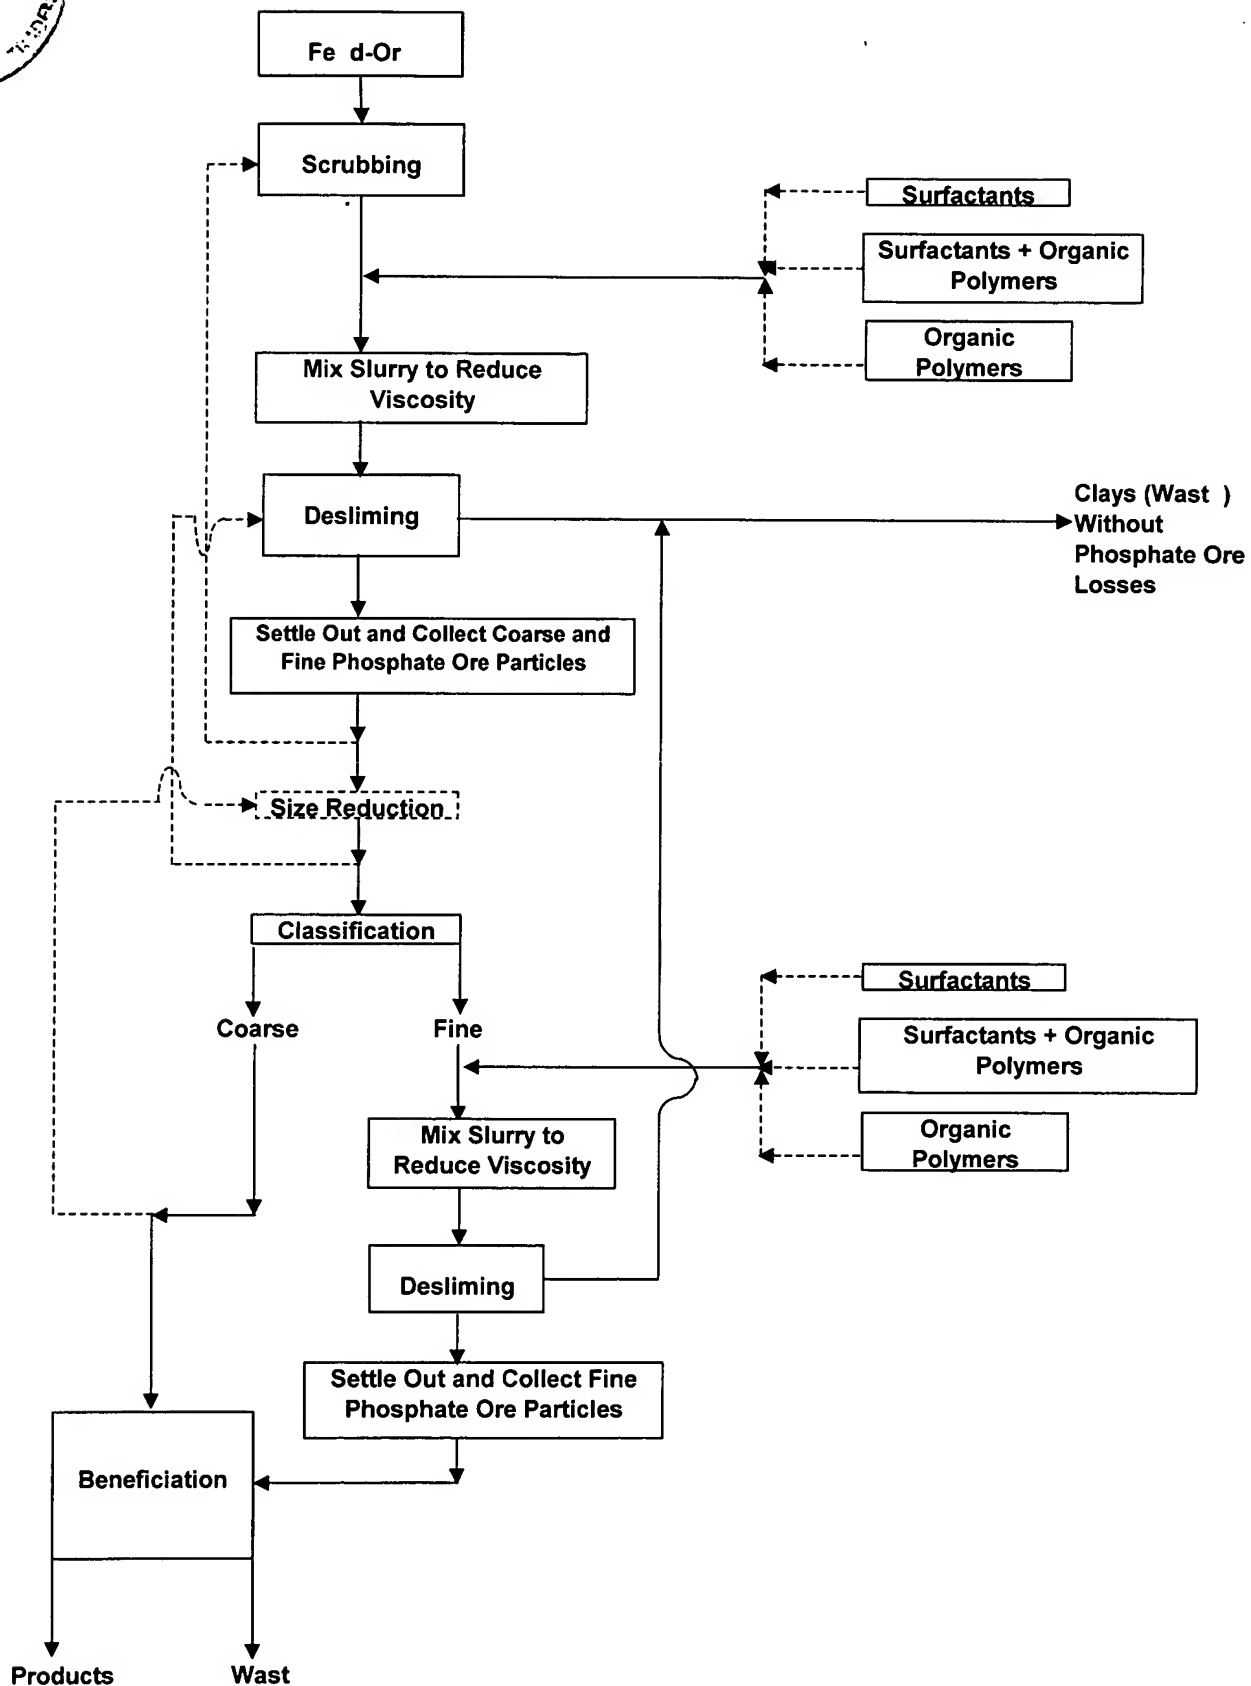 Fe d-Or
Scrubbing
Surfactants
Surfactants + Organic
Polymers
Organic
Polymers
Mix Slurry to Reduce
Viscosity
Desliming
Clays (Wast )
Without
Phosphate Ore
Losses
Settle Out and Collect Coarse and
Fine Phosphate Ore Particles
Size Reduction
Classification
Coarse
Fine
Surfactants
Surfactants + Organic
Polymers
Organic
Polymers
Mix Slurry to
Reduce Viscosity
Desliming
Settle Out and Collect Fine
Phosphate Ore Particles
Beneficiation
Products
Wast